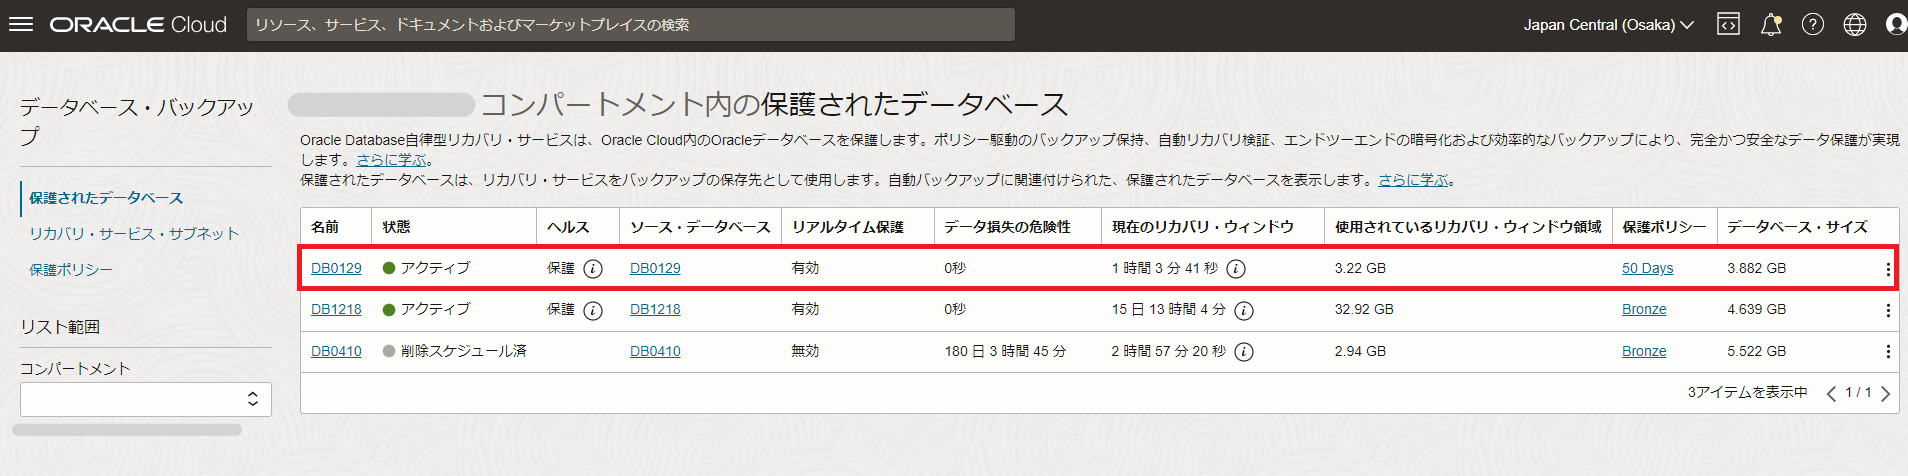 ORACLE Cloud
リソース、サービス、ドキュメントおよびマーケットプレイスの検索
Japan Central (Osaka)
データベース・バックアッ
プ
保護されたデータベース
リカバリ・サービス・サブネット
保護ポリシー
リスト範囲
コンパートメント
コンパートメント内の保護されたデータベース
Oracle Database自律型リカバリ・サービスは、Oracle Cloud内のOracleデータベースを保護します。ポリシー駆動のバックアップ保持、自動リカバリ検証、エンドツーエンドの暗号化および効率的なバックアップにより、完全かつ安全なデータ保護が実現
します。さらに学ぶ。
保護されたデータベースは、リカバリ・サービスをバックアップの保存先として使用します。自動バックアップに関連付けられた、保護されたデータベースを表示します。さらに学ぶ。
名前 状態 ヘルス ソース・データベース リアルタイム保護 データ損失の危険性 現在のリカバリ・ウィンドウ 使用されているリカバリ・ウィンドウ領域 保護ポリシー データベース・サイズ
DB0129 アクティブ 保護 DB0129 有効 0秒 1 時間 3 分 41 秒 3.22 GB 50 Days 3.882 GB
DB1218 アクティブ 保護 DB1218 有効 0秒 15 日 13 時間 4 分 32.92 GB Bronze 4.639 GB
DB0410 削除スケジュール済 DB0410 無効 180 日 3 時間 45 分 2 時間 57 分 20 秒 2.94 GB Bronze 5.522 GB
3アイテムを表示中 1 / 1